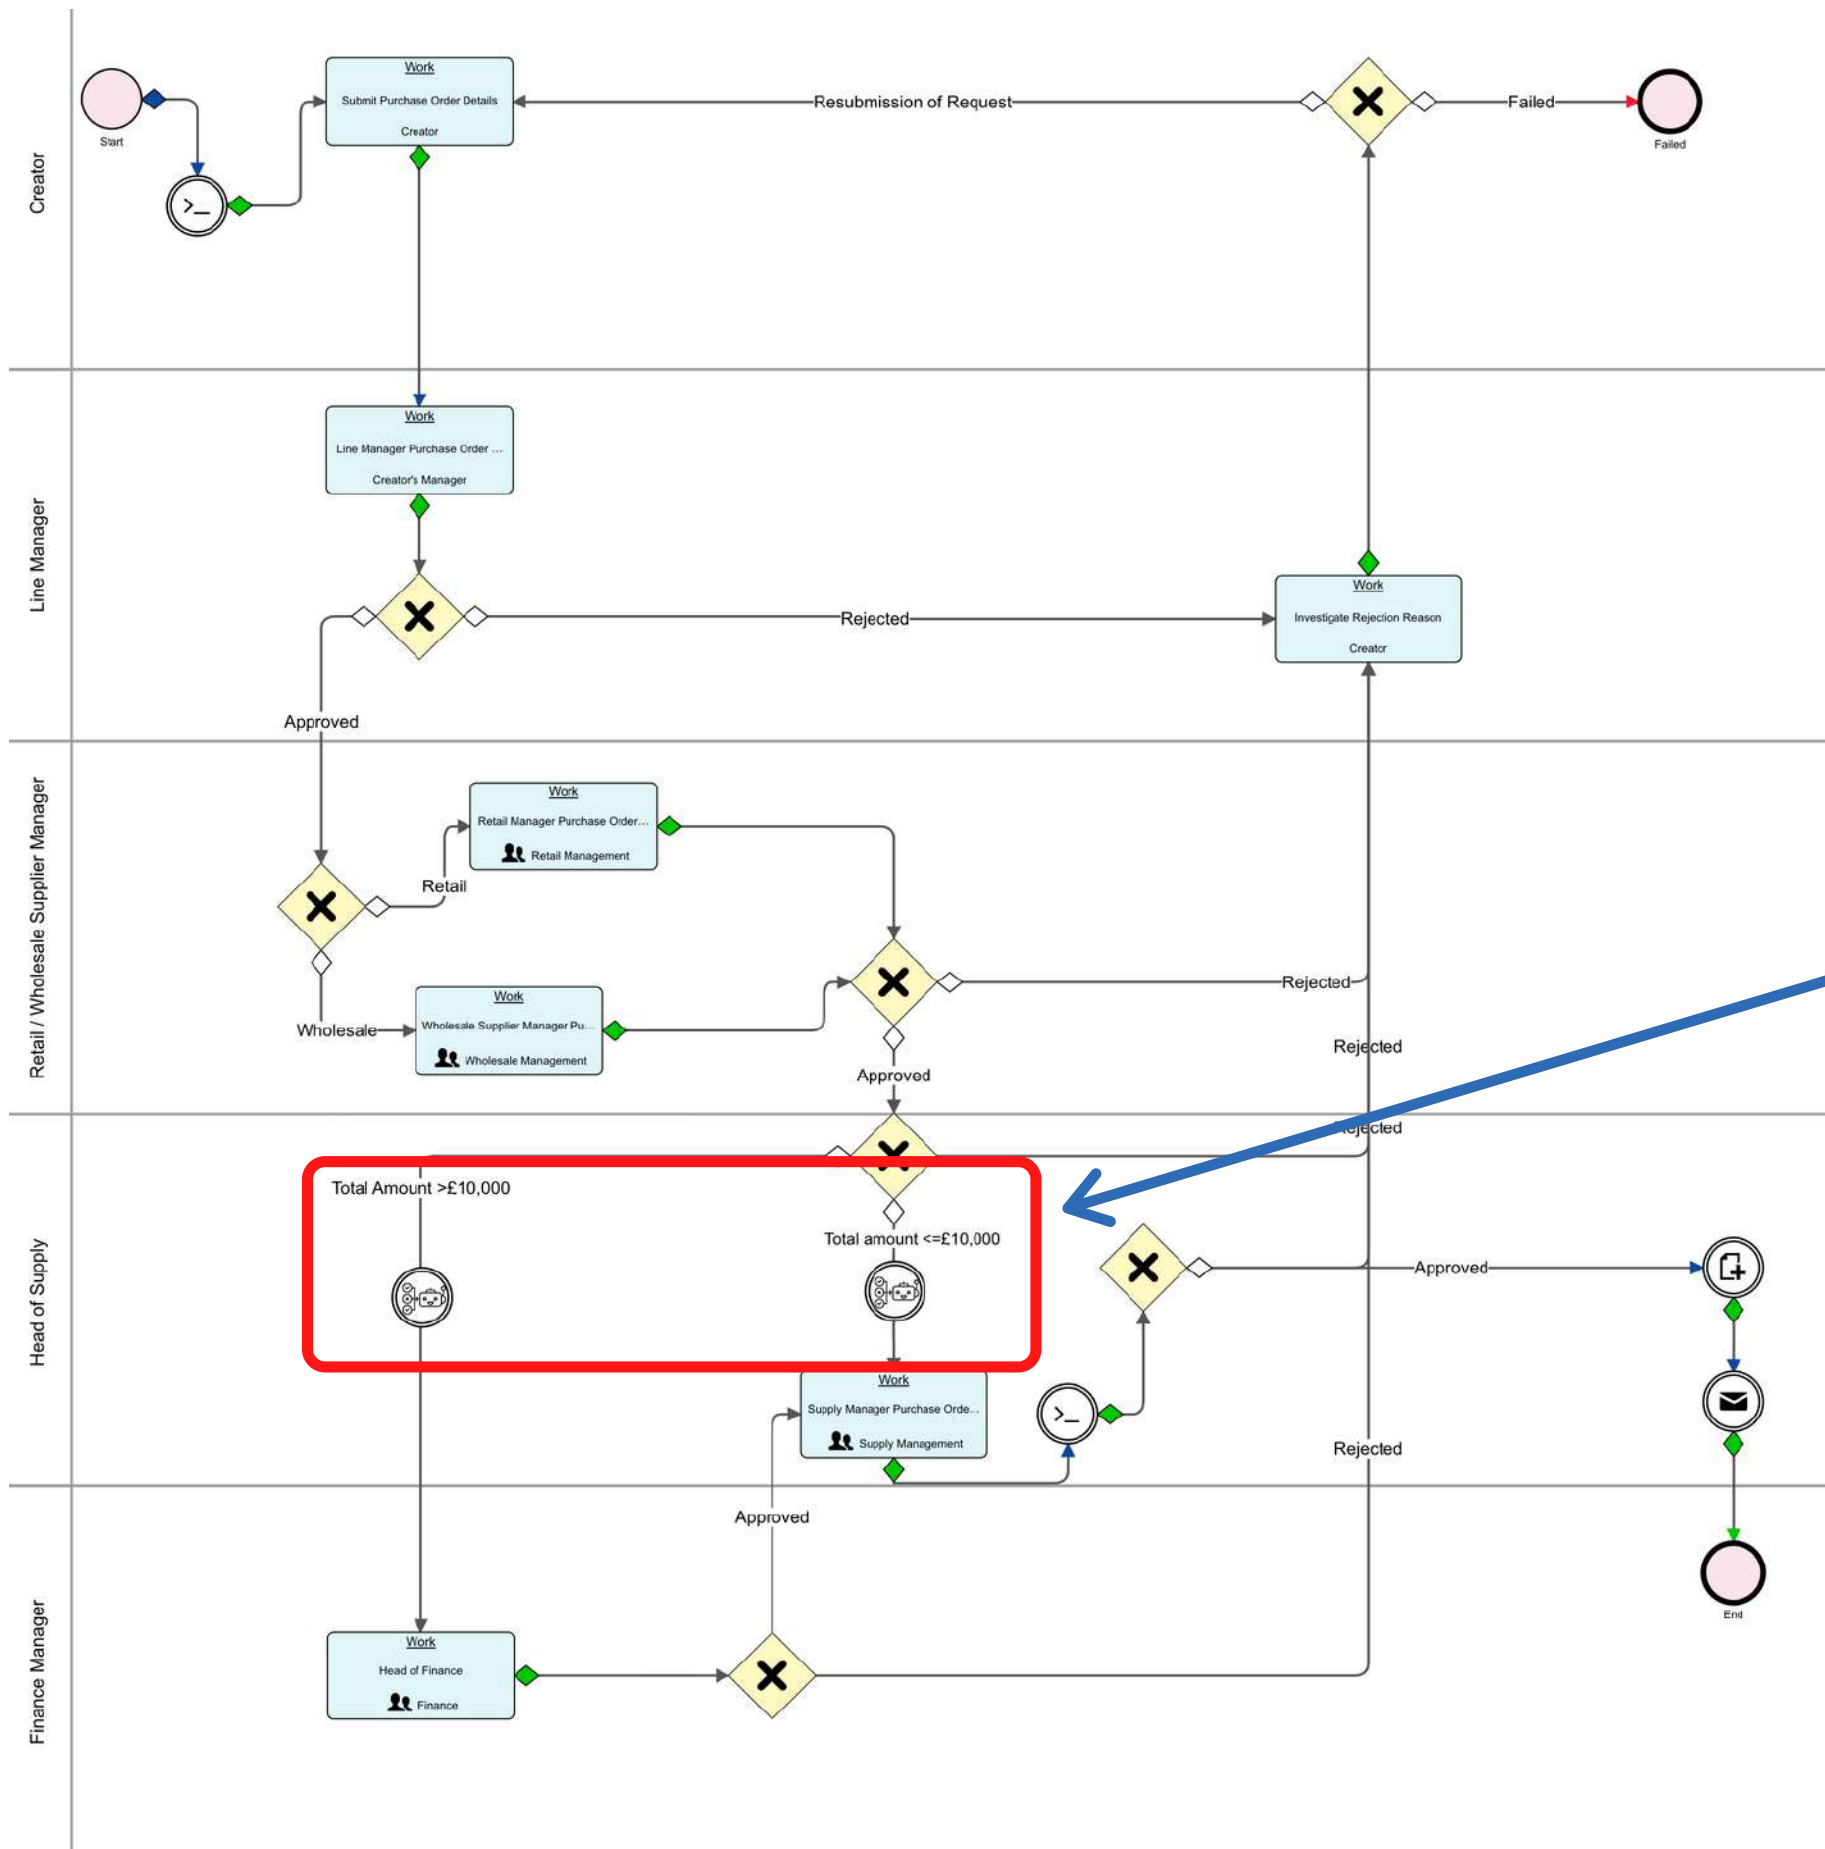 Creator
Start
Work
Submit Purchase Order Details
Creator
Resubmission of Request
Failed
Failed
>_
Line Manager
Work
Line Manager Purchase Order ...
Creator's Manager
Rejected
Work
Investigate Rejection Reason
Creator
Approved
Retail / Wholesale Supplier Manager
Work
Retail Manager Purchase Order...
Retail Management
Retail
Wholesale
Work
Wholesale Supplier Manager Pu...
Wholesale Management
Rejected
Rejected
Approved
Head of Supply
Rejected
Total Amount >£10,000
Total amount <=£10,000
Approved
Work
Supply Manager Purchase Orde...
Supply Management
>_
Rejected
Finance Manager
Approved
End
Work
Head of Finance
Finance